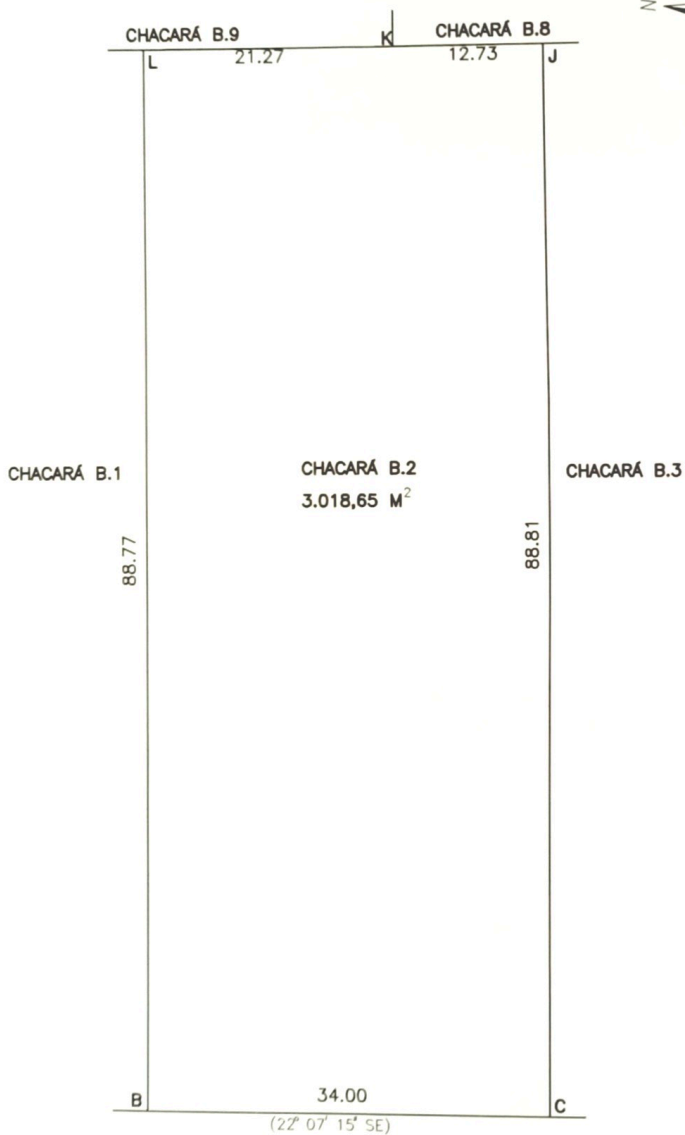 N
CHACARÁ B.9
K
CHACARÁ B.8
L
21.27
12.73
J
CHACARÁ B.1
CHACARÁ B.2
CHACARÁ B.3
3.018,65 M²
88.77
88.81
B
34.00
C
(22° 07' 15" SE)